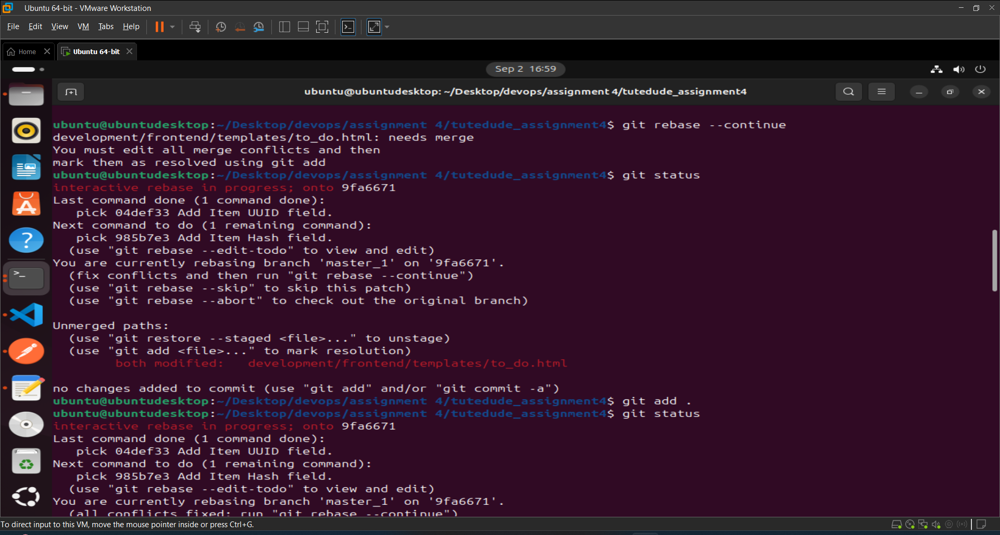 Ubuntu 64-bit - VMware Workstation
File Edit View VM Tabs Help
Home Ubuntu 64-bit
Sep 2 16:59
ubuntu@ubuntudesktop: ~/Desktop/devops/assignment 4/tutedude_assignment4
ubuntu@ubuntudesktop:~/Desktop/devops/assignment 4/tutedude_assignment4$ git rebase --continue
development/frontend/templates/to_do.html: needs merge
You must edit all merge conflicts and then
mark them as resolved using git add
ubuntu@ubuntudesktop:~/Desktop/devops/assignment 4/tutedude_assignment4$ git status
interactive rebase in progress; onto 9fa6671
Last command done (1 command done):
   pick 04def33 Add Item UUID field.
Next command to do (1 remaining command):
   pick 985b7e3 Add Item Hash field.
  (use "git rebase --edit-todo" to view and edit)
You are currently rebasing branch 'master_1' on '9fa6671'.
  (fix conflicts and then run "git rebase --continue")
  (use "git rebase --skip" to skip this patch)
  (use "git rebase --abort" to check out the original branch)
Unmerged paths:
  (use "git restore --staged <file>..." to unstage)
  (use "git add <file>..." to mark resolution)
        both modified:   development/frontend/templates/to_do.html
no changes added to commit (use "git add" and/or "git commit -a")
ubuntu@ubuntudesktop:~/Desktop/devops/assignment 4/tutedude_assignment4$ git add .
ubuntu@ubuntudesktop:~/Desktop/devops/assignment 4/tutedude_assignment4$ git status
interactive rebase in progress; onto 9fa6671
Last command done (1 command done):
   pick 04def33 Add Item UUID field.
Next command to do (1 remaining command):
   pick 985b7e3 Add Item Hash field.
  (use "git rebase --edit-todo" to view and edit)
You are currently rebasing branch 'master_1' on '9fa6671'.
  (all conflicts fixed: run "git rebase --continue")
To direct input to this VM, move the mouse pointer inside or press Ctrl+G.